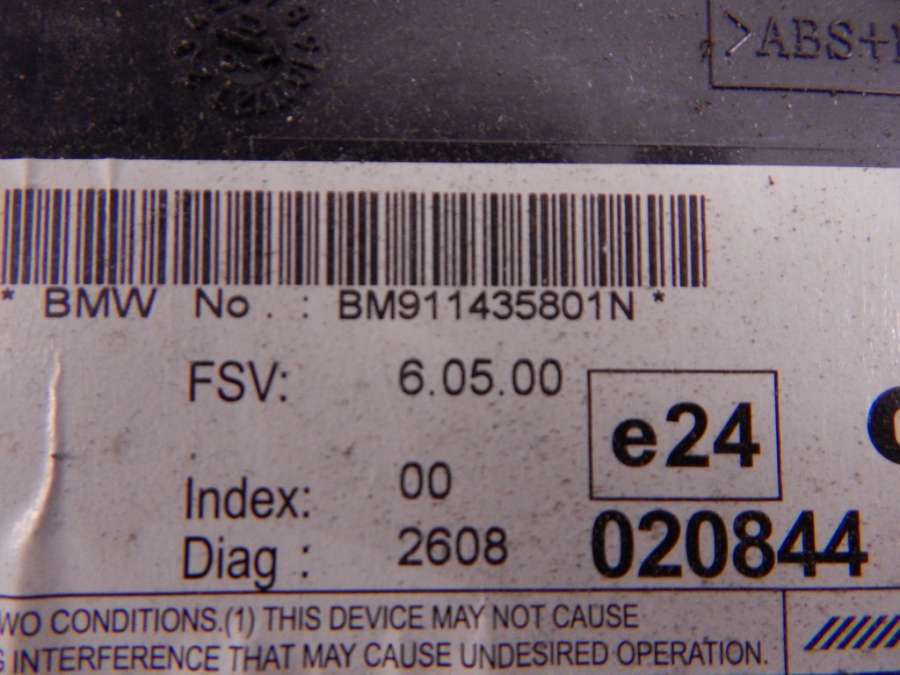 >ABS+
* BMW No . : BM911435801N *
FSV: 6.05.00
e24
Index: 00
Diag : 2608
020844
WO CONDITIONS.(1) THIS DEVICE MAY NOT CAUSE
INTERFERENCE THAT MAY CAUSE UNDESIRED OPERATION.